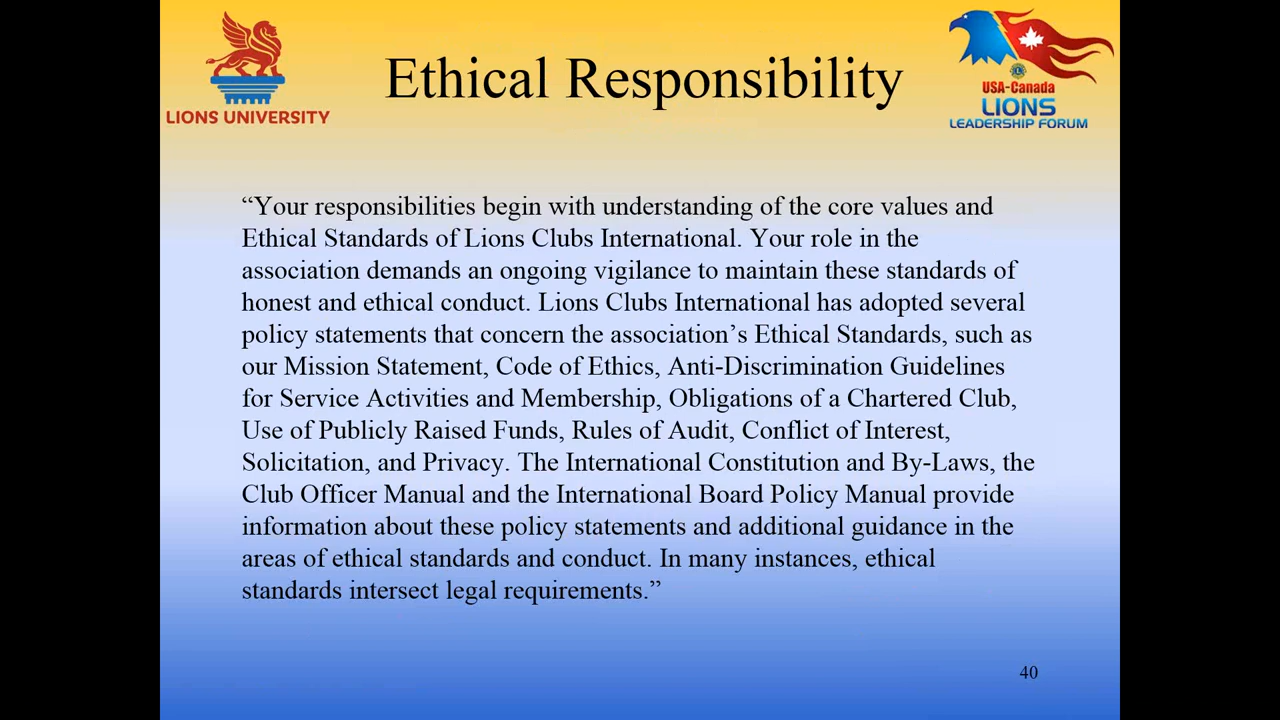 Ethical Responsibility
LIONS UNIVERSITY
USA-Canada
LIONS
LEADERSHIP FORUM
“Your responsibilities begin with understanding of the core values and
Ethical Standards of Lions Clubs International. Your role in the
association demands an ongoing vigilance to maintain these standards of
honest and ethical conduct. Lions Clubs International has adopted several
policy statements that concern the association’s Ethical Standards, such as
our Mission Statement, Code of Ethics, Anti-Discrimination Guidelines
for Service Activities and Membership, Obligations of a Chartered Club,
Use of Publicly Raised Funds, Rules of Audit, Conflict of Interest,
Solicitation, and Privacy. The International Constitution and By-Laws, the
Club Officer Manual and the International Board Policy Manual provide
information about these policy statements and additional guidance in the
areas of ethical standards and conduct. In many instances, ethical
standards intersect legal requirements.”
40